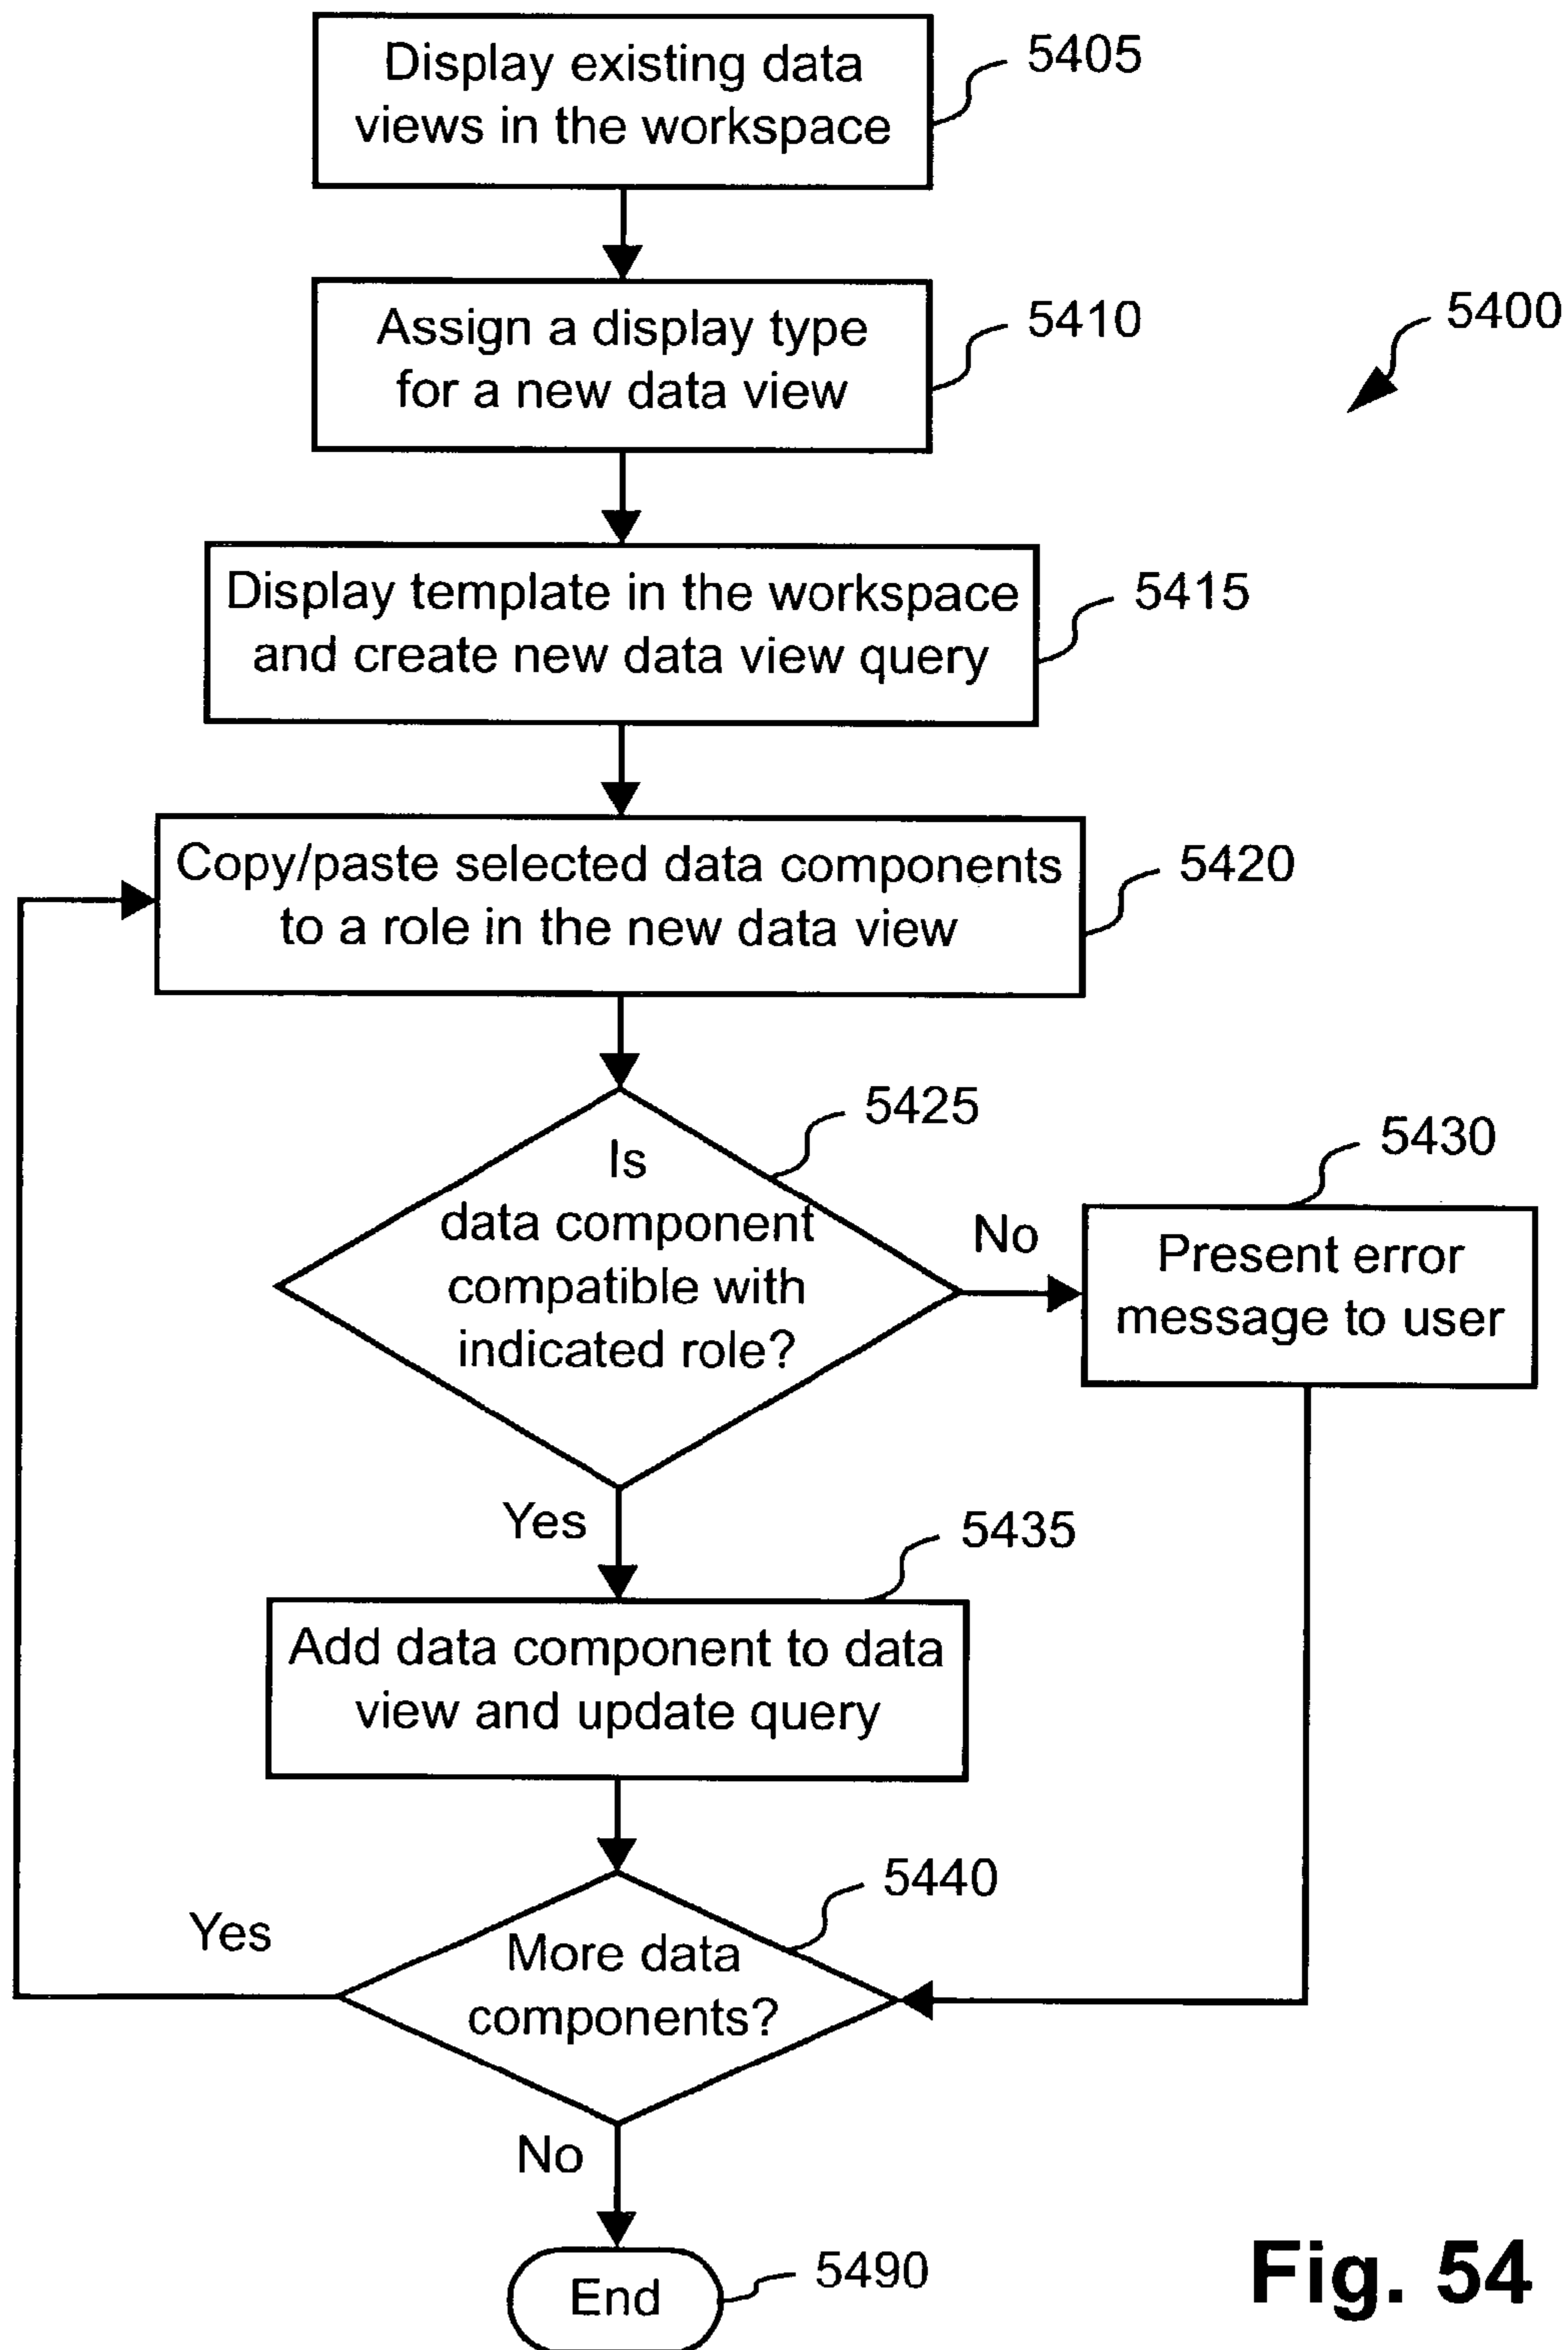 Display existing data
views in the workspace
5405
Assign a display type
for a new data view
5410
5400
Display template in the workspace
and create new data view query
5415
Copy/paste selected data components
to a role in the new data view
5420
Is
data component
compatible with
indicated role?
5425
No
Present error
message to user
5430
Yes
Add data component to data
view and update query
5435
More data
components?
5440
Yes
No
End
5490
Fig. 54